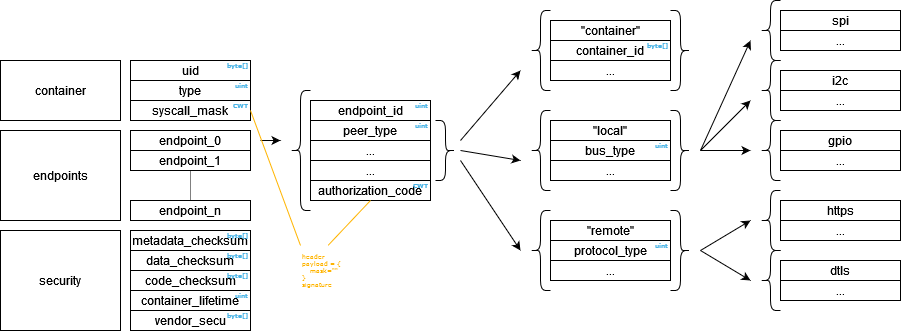 container
uid
byte[]
type
uint
syscall_mask
CWT
endpoints
endpoint_0
endpoint_1
endpoint_n
security
metadata_checksum
byte[]
data_checksum
byte[]
code_checksum
byte[]
container_lifetime
uint
vendor_secu
byte[]
endpoint_id
uint
peer_type
uint
...
...
authorization_code
CWT
header
payload = {
mask=""
}
signature
"container"
container_id
byte[]
...
"local"
bus_type
uint
...
"remote"
protocol_type
uint
...
spi
...
i2c
...
gpio
...
https
...
dtls
...